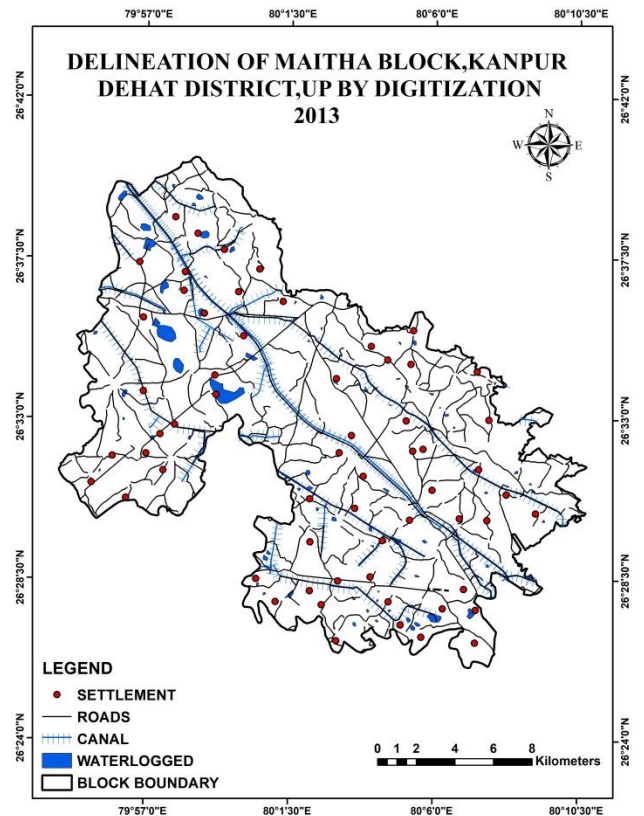 79°57'0"E 80°1'30"E 80°6'0"E 80°10'30"E
DELINEATION OF MAITHA BLOCK,KANPUR
DEHAT DISTRICT,UP BY DIGITIZATION
2013
26°42'0"N 26°42'0"N
N
W E
S
26°37'30"N 26°37'30"N
26°33'0"N 26°33'0"N
26°28'30"N 26°28'30"N
LEGEND
SETTLEMENT
ROADS
CANAL
26°24'0"N 26°24'0"N
WATERLOGGED
0 1 2 4 6 8
Kilometers
BLOCK BOUNDARY
79°57'0"E 80°1'30"E 80°6'0"E 80°10'30"E